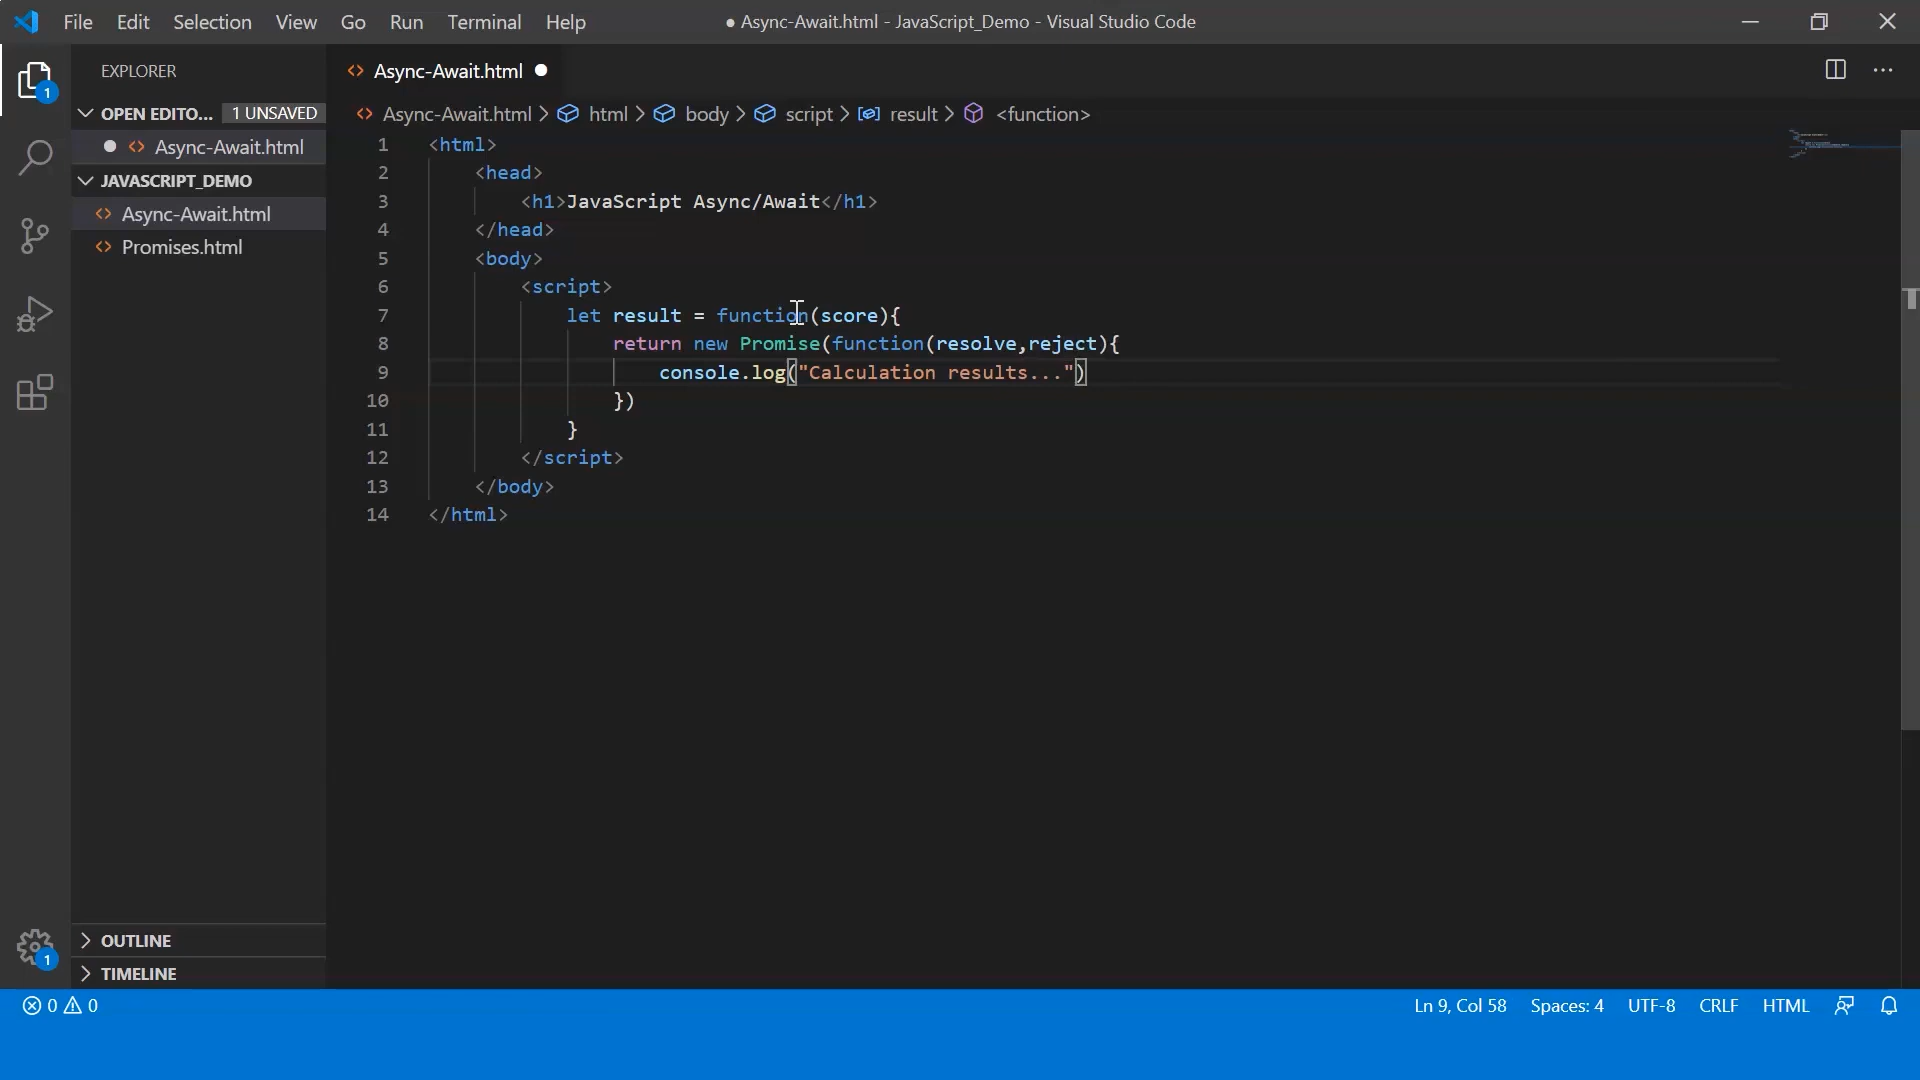 File Edit Selection View Go Run Terminal Help
● Async-Await.html - JavaScript_Demo - Visual Studio Code
EXPLORER
OPEN EDITO... 1 UNSAVED
Async-Await.html
JAVASCRIPT_DEMO
Async-Await.html
Promises.html
OUTLINE
TIMELINE
1
1
Async-Await.html
Async-Await.html > html > body > script > result > <function>
1 <html>
2 <head>
3 <h1>JavaScript Async/Await</h1>
4 </head>
5 <body>
6 <script>
7 let result = function(score){
8 return new Promise(function(resolve,reject){
9 console.log("Calculation results...")
10 })
11 }
12 </script>
13 </body>
14 </html>
0 0
Ln 9, Col 58 Spaces: 4 UTF-8 CRLF HTML